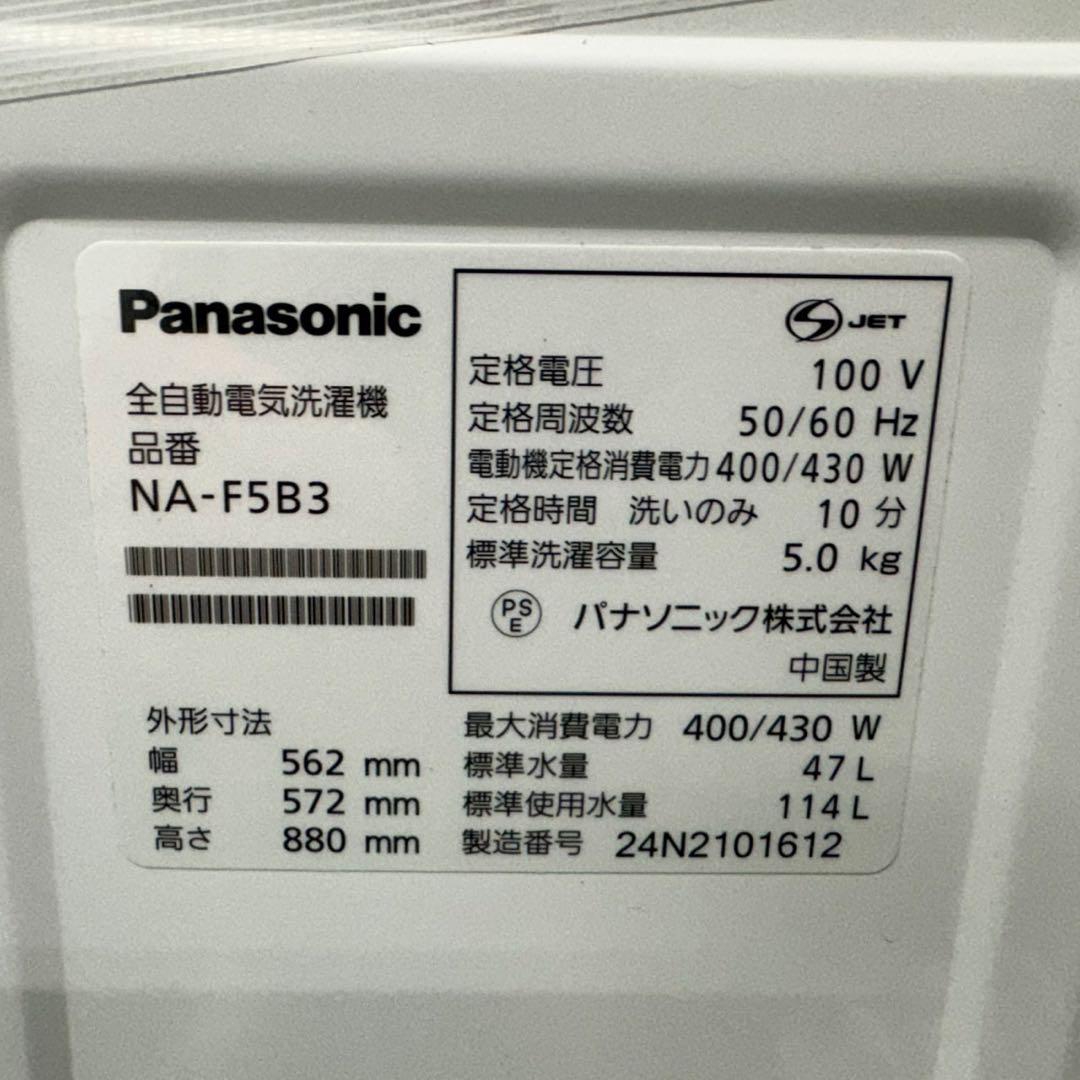 Panasonic
全自動電気洗濯機
品番
NA-F5B3
JET
定格電圧 100 V
定格周波数 50/60 Hz
電動機定格消費電力 400/430 W
定格時間 洗いのみ 10 分
標準洗濯容量 5.0 kg
PS E パナソニック株式会社
中国製
外形寸法
幅 562 mm
奥行 572 mm
高さ 880 mm
最大消費電力 400/430 W
標準水量 47 L
標準使用水量 114 L
製造番号 24N2101612